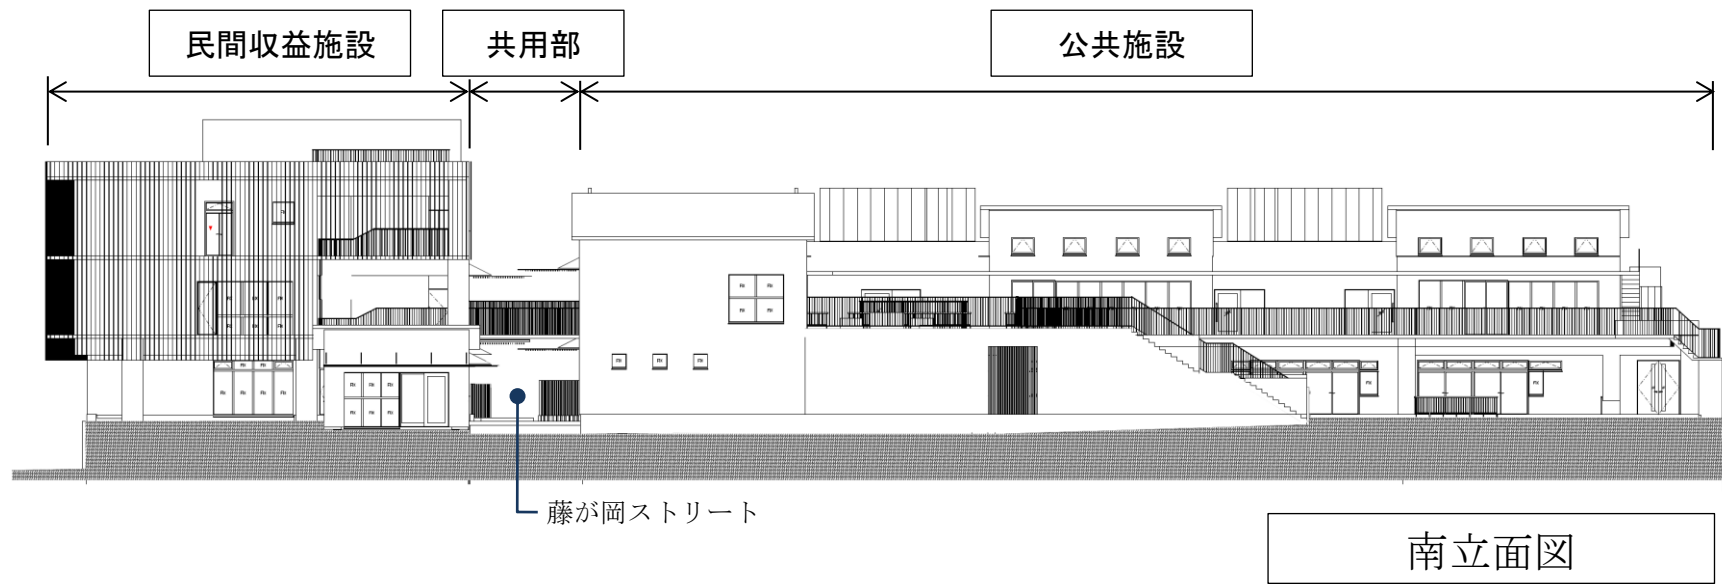 民間収益施設
共用部
公共施設
藤が岡ストリート
南立面図